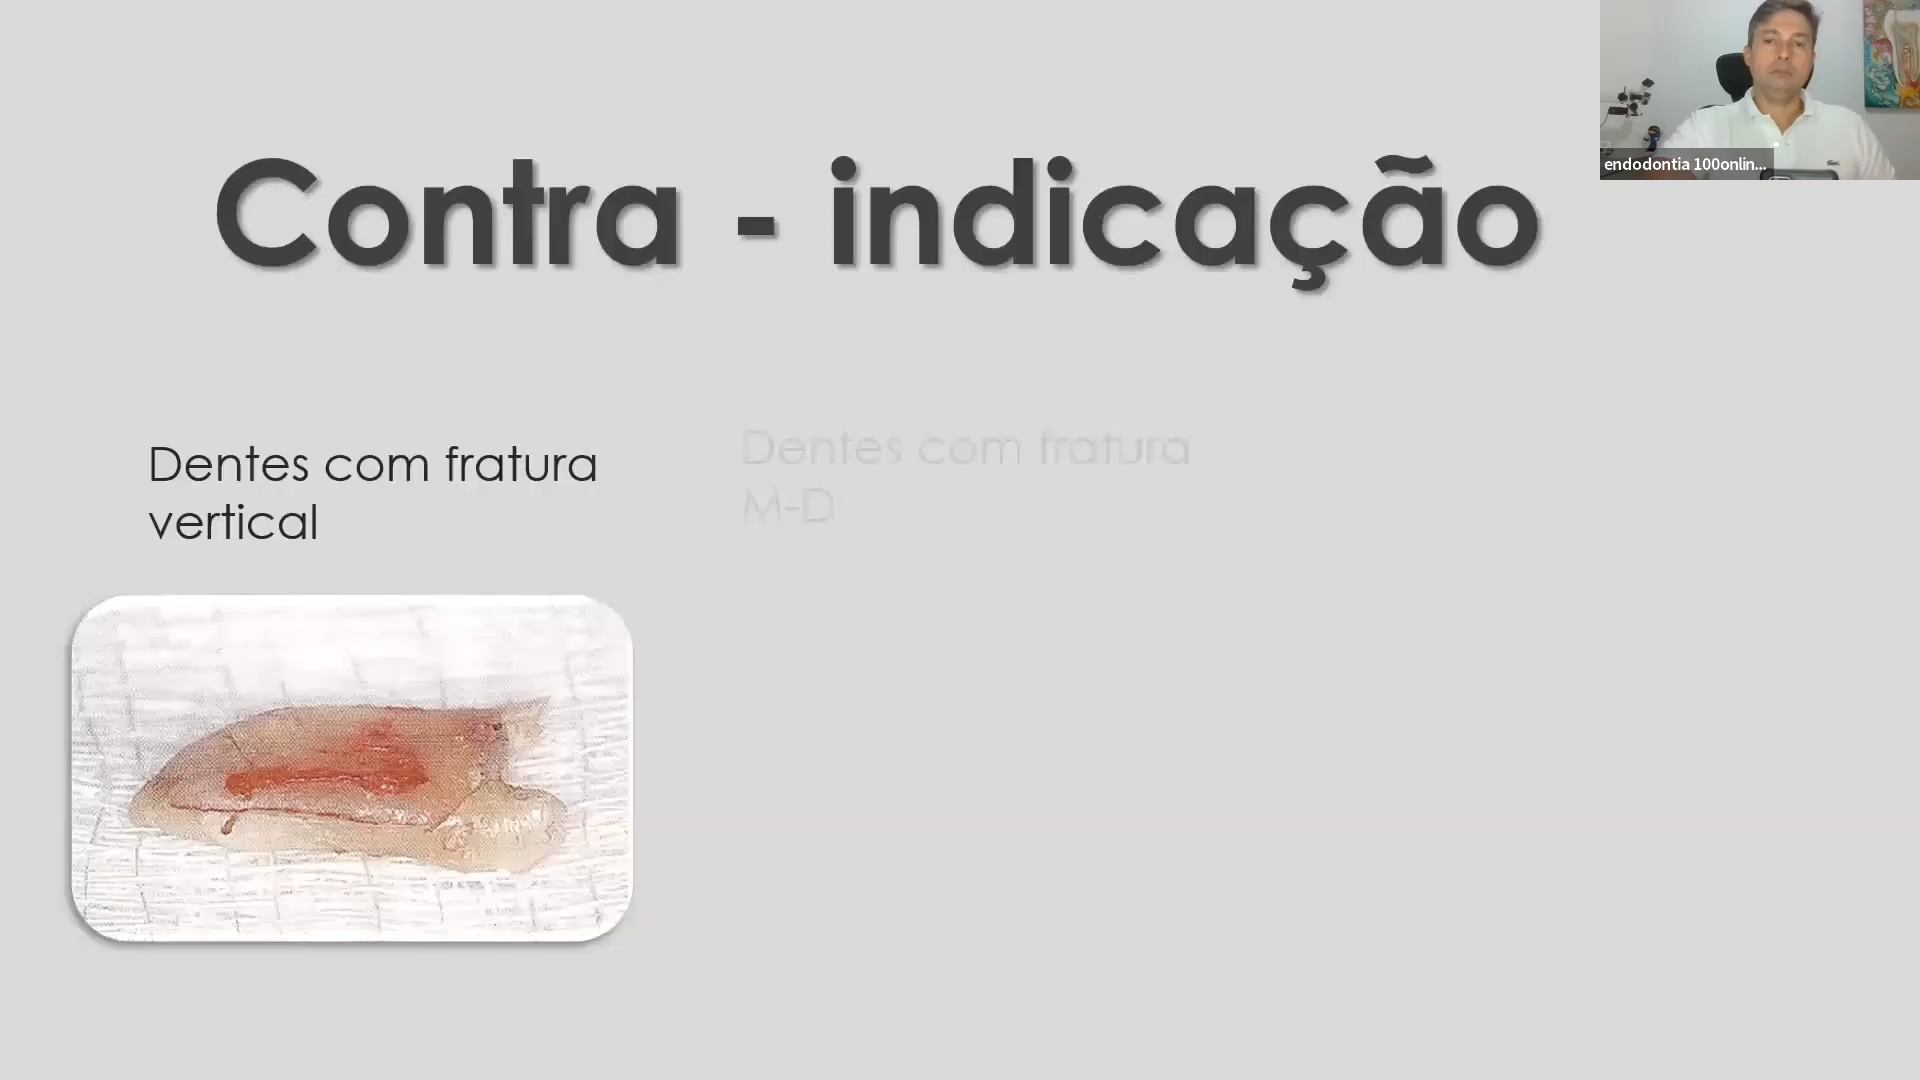 Contra - indicação
Dentes com fratura
vertical
Dentes com fratura
M-D
endodontia 100onlin...